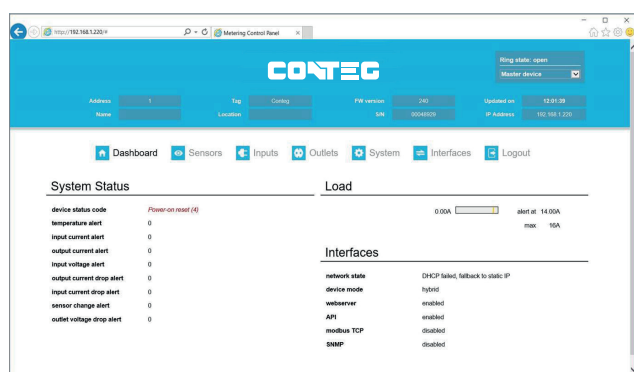 http://192.168.1.220/#
Metering Control Panel
CONTEG
Ring state: open
Master device
Address 1 Tag Conteg FW version 240 Updated on 12:01:39
Name Location S/N 00046929 IP Address 192.168.1.220
Dashboard Sensors Inputs Outlets System Interfaces Logout
System Status
device status code Power-on reset (4)
temperature alert 0
input current alert 0
output current alert 0
input voltage alert 0
output current drop alert 0
input current drop alert 0
sensor change alert 0
outlet voltage drop alert 0
Load
0.00A alert at 14.00A
max 16A
Interfaces
network state DHCP failed, fallback to static IP
device mode hybrid
webserver enabled
API enabled
modbus TCP disabled
SNMP disabled